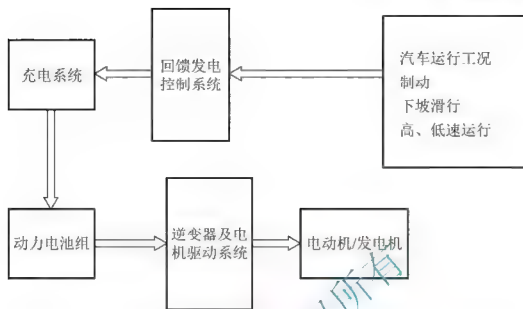 充电系统
回馈发电
控制系统
汽车运行工况
制动
下坡滑行
高、低速运行
动力电池组
逆变器及电
机驱动系统
电动机/发电机
所有